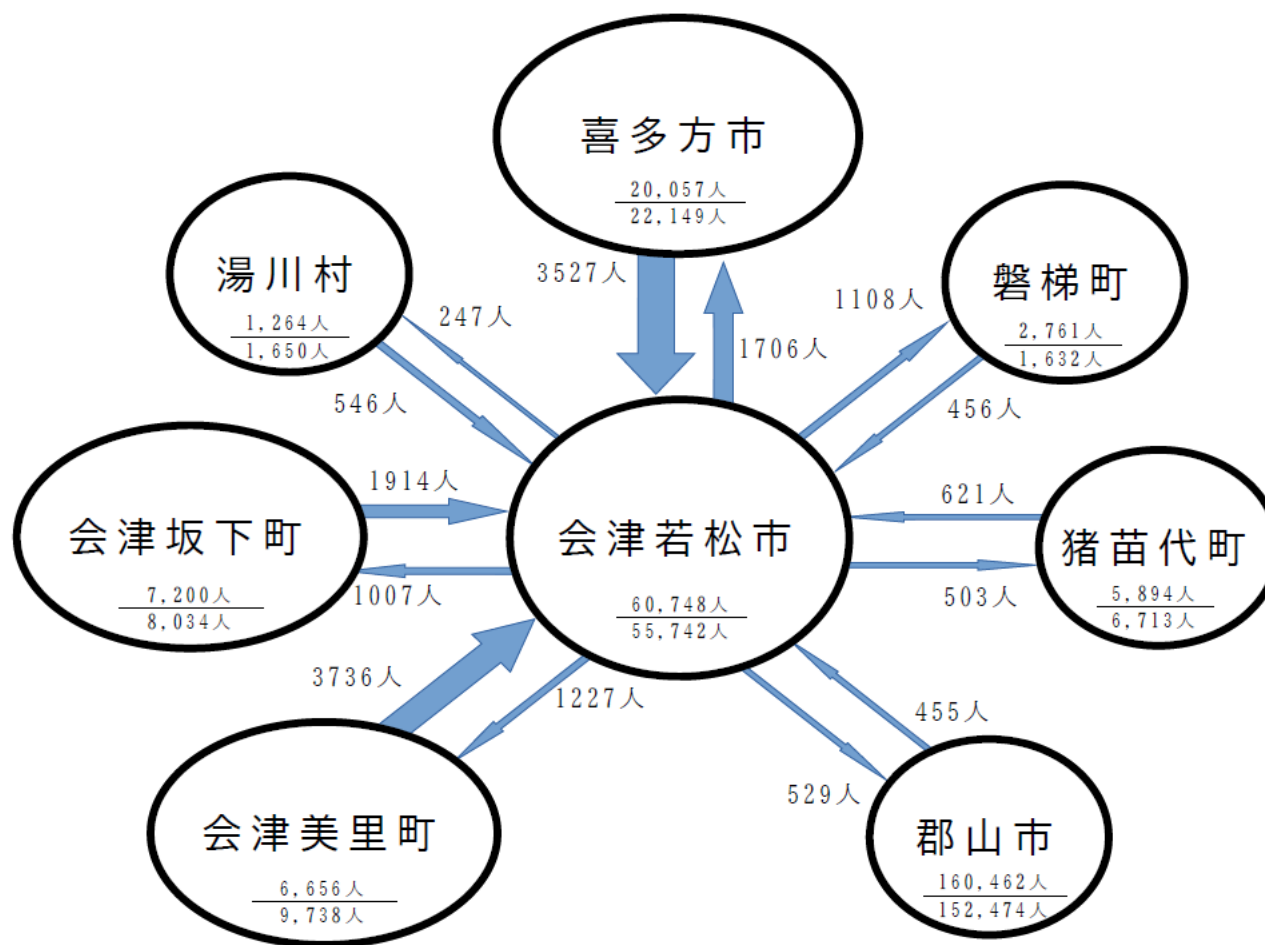 喜多方市
20,057人
22,149人
湯川村
1,264人
1,650人
磐梯町
2,761人
1,632人
3527人
1706人
247人
546人
1108人
456人
会津坂下町
7,200人
8,034人
1914人
1007人
会津若松市
60,748人
55,742人
621人
503人
猪苗代町
5,894人
6,713人
3736人
1227人
455人
529人
会津美里町
6,656人
9,738人
郡山市
160,462人
152,474人